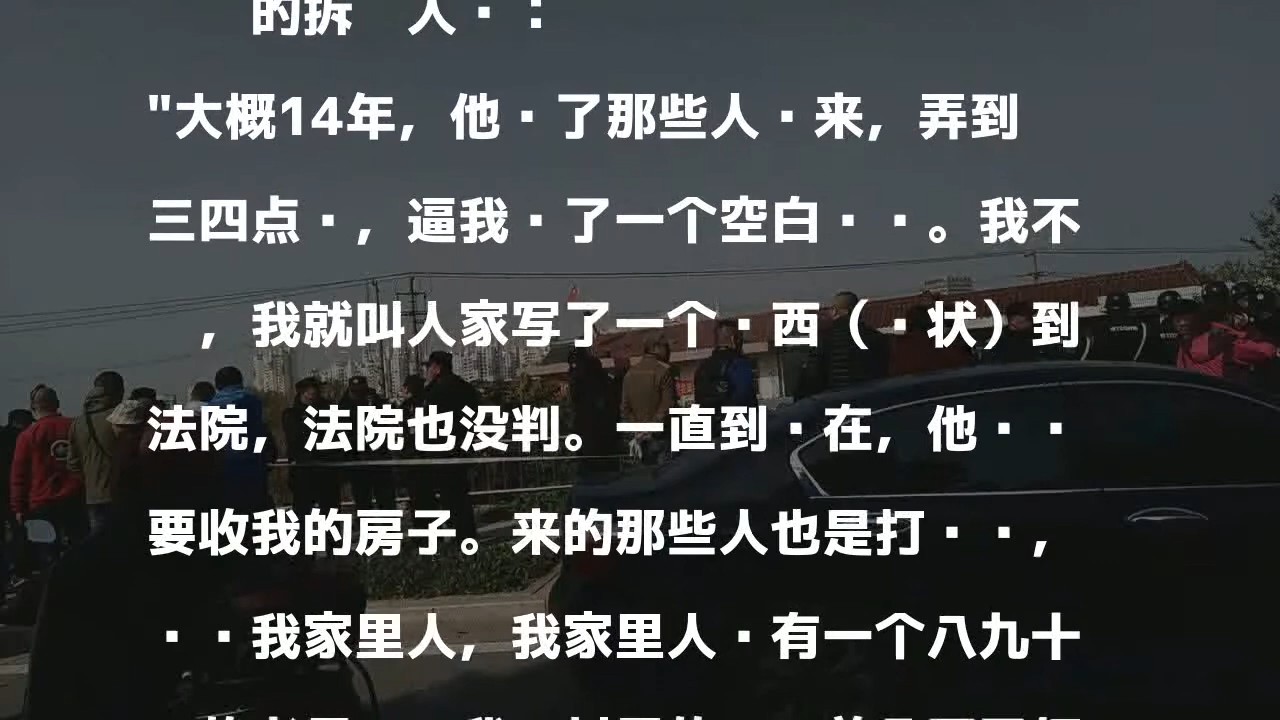 的拆 人▪：
"大概14年，他▪了那些人▪来，弄到
三四点▪，逼我▪了一个空白▪▪。我不
，我就叫人家写了一个▪西（▪状）到
法院，法院也没判。一直到▪在，他▪▪
要收我的房子。来的那些人也是打▪▪，
▪▪我家里人，我家里人▪有一个八九十